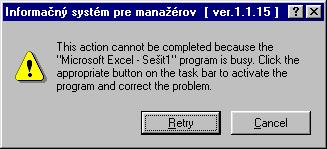 Informačný systém pre manažérov [ ver.1.1.15 ]
This action cannot be completed because the
"Microsoft Excel - Sešit1" program is busy. Click the
appropriate button on the task bar to activate the
program and correct the problem.
Retry
Cancel